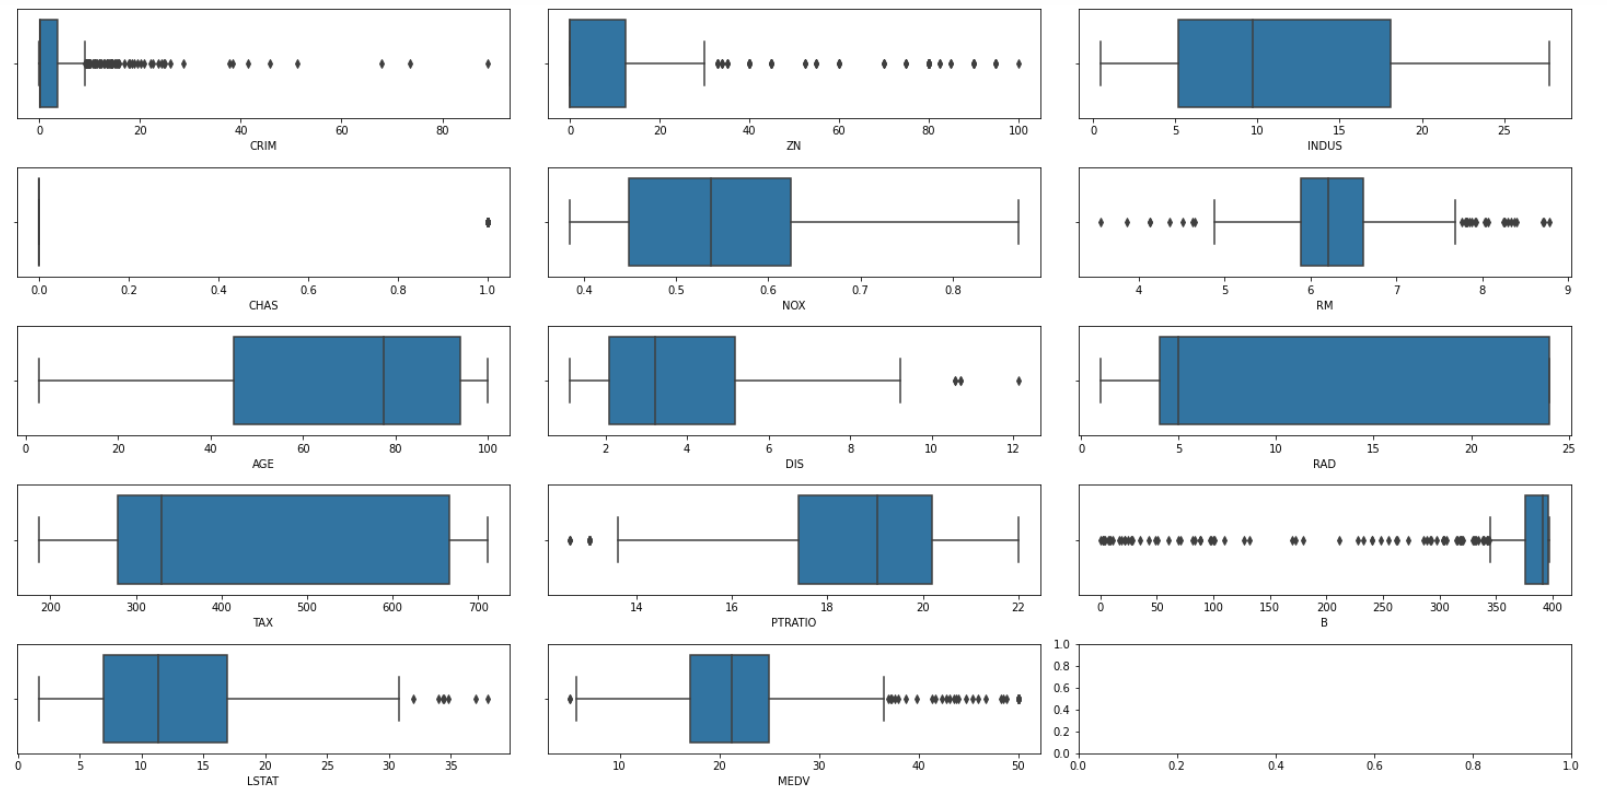 0 20 40 60 80
CRIM
0 20 40 60 80 100
ZN
0 5 10 15 20 25
INDUS
0.0 0.2 0.4 0.6 0.8 1.0
CHAS
0.4 0.5 0.6 0.7 0.8
NOX
4 5 6 7 8 9
RM
0 20 40 60 80 100
AGE
2 4 6 8 10 12
DIS
0 5 10 15 20 25
RAD
200 300 400 500 600 700
TAX
14 16 18 20 22
PTRATIO
0 50 100 150 200 250 300 350 400
B
0 5 10 15 20 25 30 35
LSTAT
10 20 30 40 50
MEDV
1.0
0.8
0.6
0.4
0.2
0.0
0.0 0.2 0.4 0.6 0.8 1.0